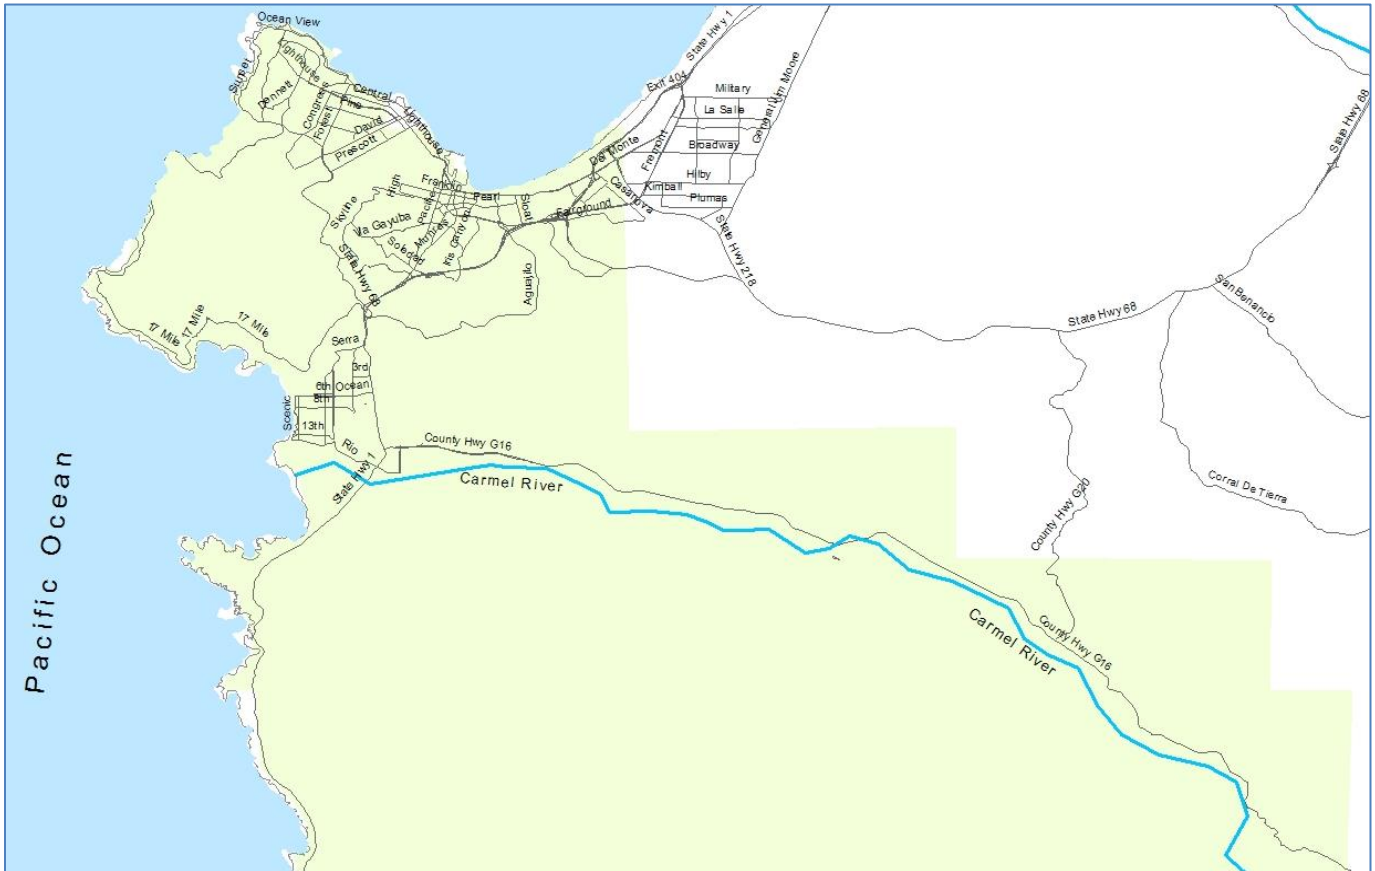 Ocean View
State Hwy 1
Lighthouse
Sunset
Dennett
Congress
Forest
Pine
Central
Lighthouse
David
Prescott
Exit 404
Military
La Salle
General Jim Moore
Fremont
Broadway
Del Monte
Hilby
Kimball
Plumas
Casanova
State Hwy 68
High
Franklin
Pacific
Pearl
Sloat
Fairground
Skyline
Via Gayuba
Munras
Soledad
Iris Canyon
State Hwy 68
Aguajito
State Hwy 218
San Benancio
State Hwy 68
17 Mile
17 Mile
17 Mile
Serra
3rd
6th
Ocean
8th
Scenic
13th
Rio
County Hwy G16
State Hwy 1
Carmel River
Corral De Tierra
County Hwy G20
Pacific Ocean
Carmel River
County Hwy G16